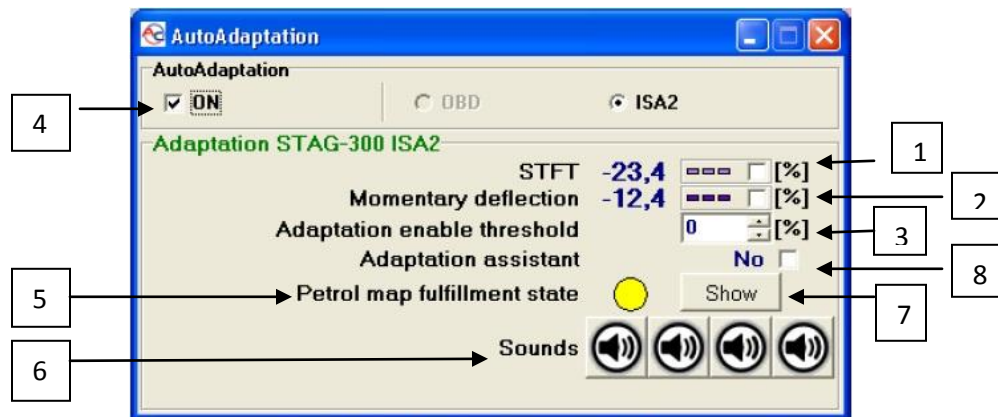 AutoAdaptation
AutoAdaptation
4 ON OBD ISA2
Adaptation STAG-300 ISA2
STFT -23,4 --- [%] 1
Momentary deflection -12,4 --- [%] 2
Adaptation enable threshold 0 [%] 3
Adaptation assistant No 8
5 Petrol map fulfillment state Show 7
6 Sounds